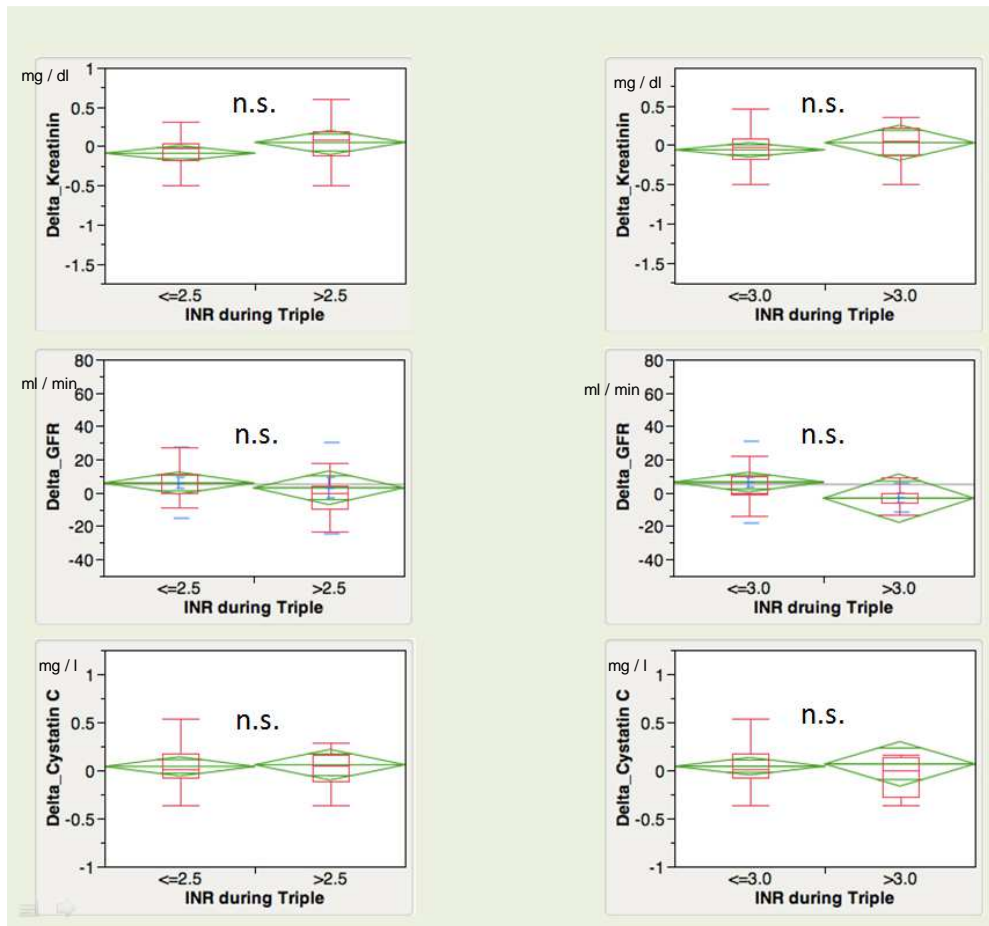 mg / dl
1
0.5
0
-0.5
-1
-1.5
Delta_Kreatinin
n.s.
<=2.5 >2.5
INR during Triple
mg / dl
0.5
0
-0.5
-1
-1.5
Delta_Kreatinin
n.s.
<=3.0 >3.0
INR during Triple
ml / min
80
60
40
20
0
-20
-40
Delta_GFR
n.s.
<=2.5 >2.5
INR during Triple
ml / min
80
60
40
20
0
-20
-40
Delta_GFR
n.s.
<=3.0 >3.0
INR druing Triple
mg / l
1
0.5
0
-0.5
-1
Delta_Cystatin C
n.s.
<=2.5 >2.5
INR during Triple
mg / l
1
0.5
0
-0.5
-1
Delta_Cystatin C
n.s.
<=3.0 >3.0
INR during Triple